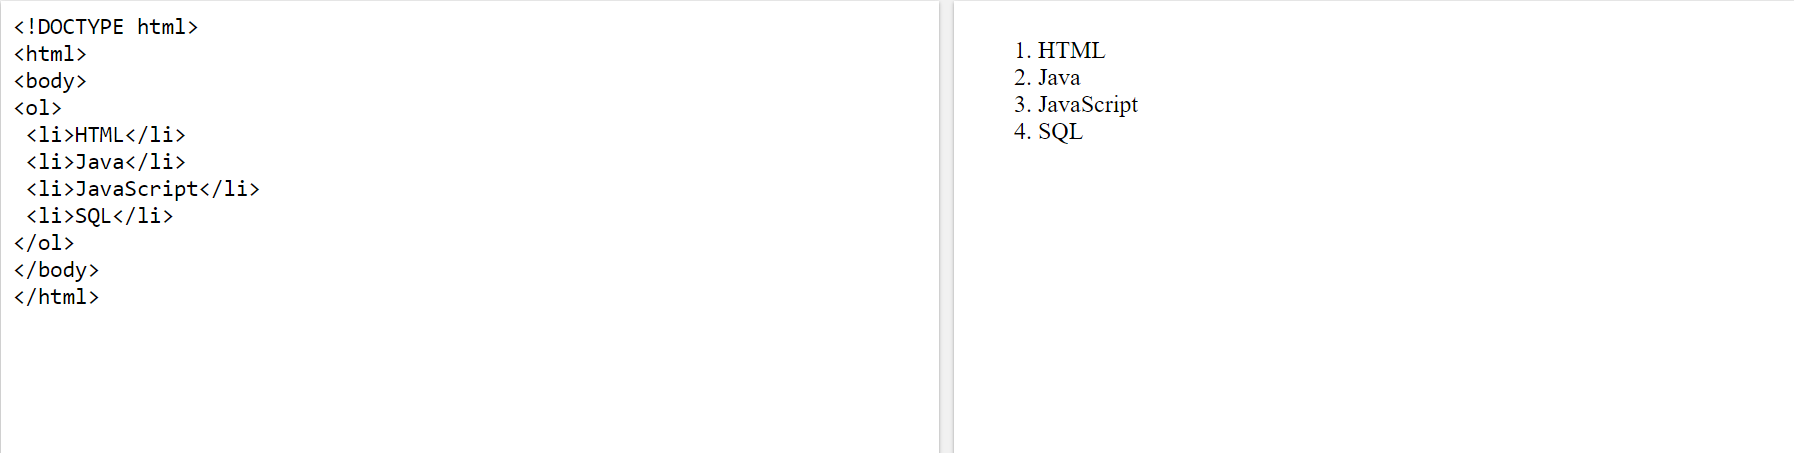 <!DOCTYPE html>
<html>
<body>
<ol>
 <li>HTML</li>
 <li>Java</li>
 <li>JavaScript</li>
 <li>SQL</li>
</ol>
</body>
</html>
1. HTML
2. Java
3. JavaScript
4. SQL